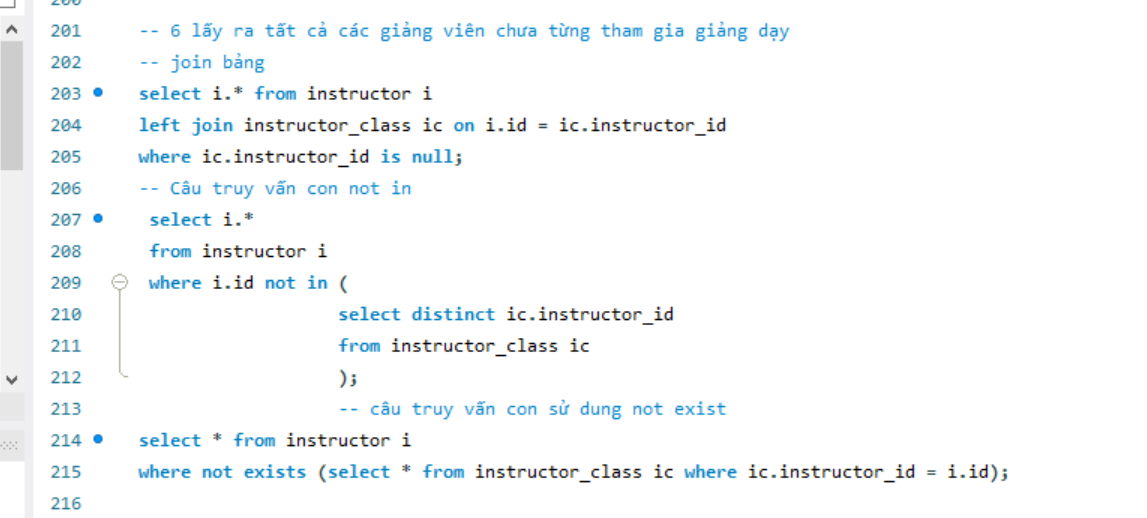 200
201 -- 6 lấy ra tất cả các giảng viên chưa từng tham gia giảng dạy
202 -- join bảng
203 select i.* from instructor i
204 left join instructor_class ic on i.id = ic.instructor_id
205 where ic.instructor_id is null;
206 -- Câu truy vấn con not in
207 select i.*
208 from instructor i
209 where i.id not in (
210 select distinct ic.instructor_id
211 from instructor_class ic
212 );
213 -- câu truy vấn con sử dung not exist
214 select * from instructor i
215 where not exists (select * from instructor_class ic where ic.instructor_id = i.id);
216